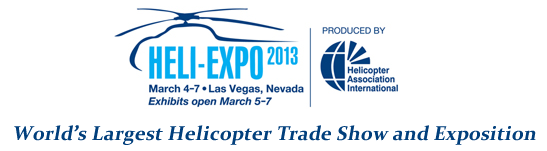 HELI-EXPO 2013
March 4-7 • Las Vegas, Nevada
Exhibits open March 5-7
PRODUCED BY
Helicopter
Association
International
World's Largest Helicopter Trade Show and Exposition